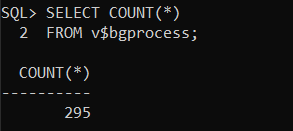 SQL> SELECT COUNT(*)
  2  FROM v$bgprocess;
  COUNT(*)
----------
       295